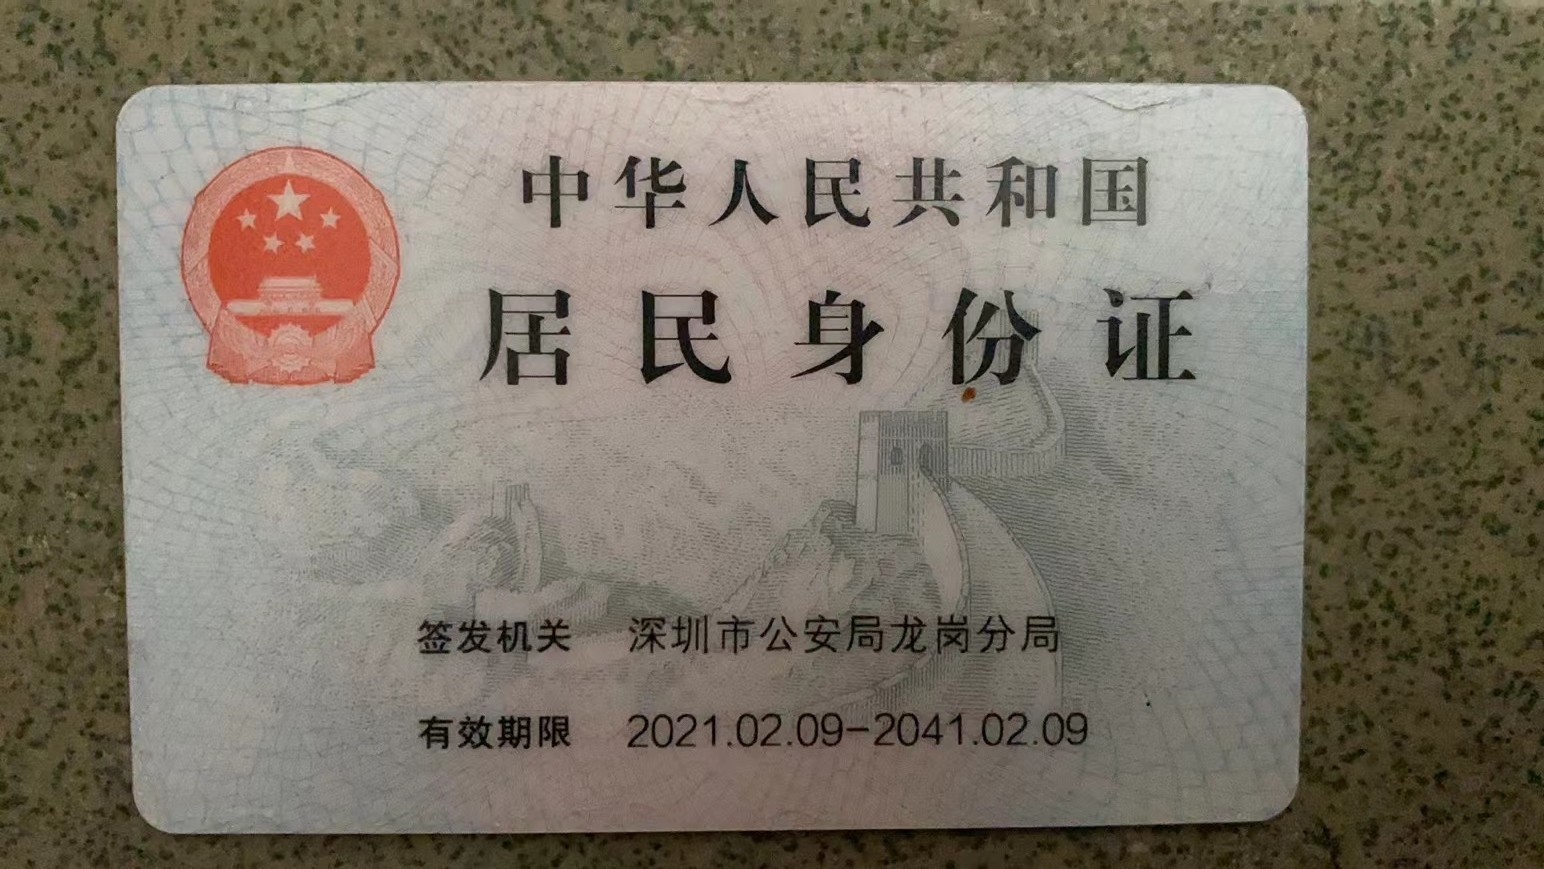 中华人民共和国
居民身份证
签发机关 深圳市公安局龙岗分局
有效期限 2021.02.09-2041.02.09